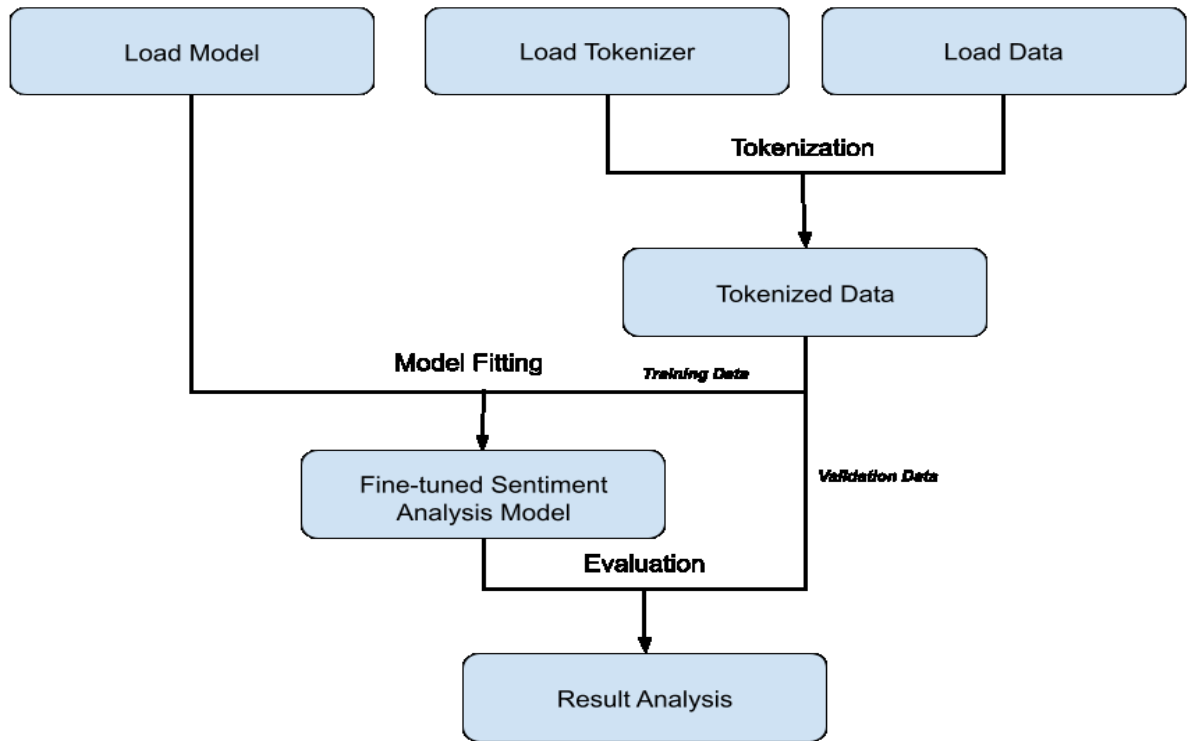 Load Model
Load Tokenizer
Load Data
Tokenization
Tokenized Data
Model Fitting
Training Data
Fine-tuned Sentiment
Analysis Model
Validation Data
Evaluation
Result Analysis